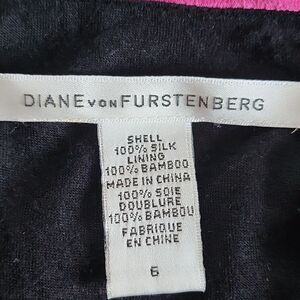 DIANE VON FURSTENBERG
SHELL
100% SILK
LINING
100% BAMBOO
MADE IN CHINA
100% SOIE
DOUBLURE
100% BAMBOU
FABRIQUE
EN CHINE
6